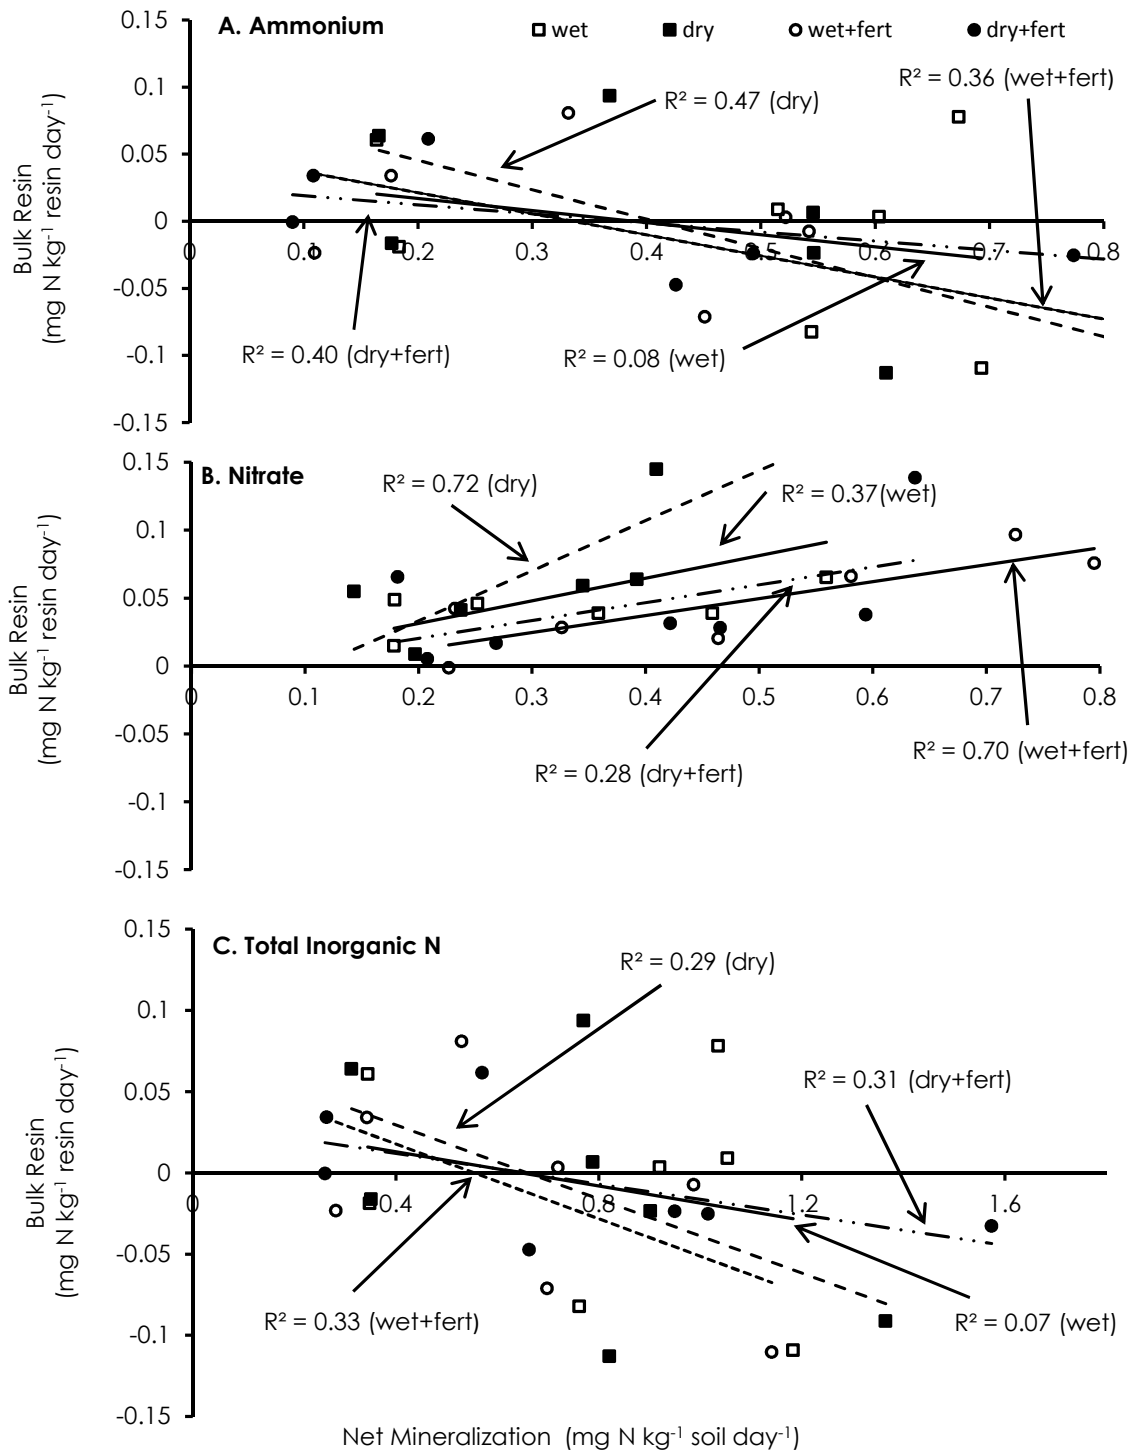 A. Ammonium
wet
dry
wet+fert
dry+fert
0.15
0.1
0.05
0
-0.05
-0.1
-0.15
0
0.1
0.2
0.3
0.4
0.5
0.6
0.7
0.8
Bulk Resin
(mg N kg⁻¹ resin day⁻¹)
R² = 0.47 (dry)
R² = 0.36 (wet+fert)
R² = 0.40 (dry+fert)
R² = 0.08 (wet)
B. Nitrate
0.15
0.1
0.05
0
-0.05
-0.1
-0.15
0
0.1
0.2
0.3
0.4
0.5
0.6
0.7
0.8
Bulk Resin
(mg N kg⁻¹ resin day⁻¹)
R² = 0.72 (dry)
R² = 0.37(wet)
R² = 0.28 (dry+fert)
R² = 0.70 (wet+fert)
C. Total Inorganic N
0.15
0.1
0.05
0
-0.05
-0.1
-0.15
0
0.4
0.8
1.2
1.6
Bulk Resin
(mg N kg⁻¹ resin day⁻¹)
R² = 0.29 (dry)
R² = 0.31 (dry+fert)
R² = 0.33 (wet+fert)
R² = 0.07 (wet)
Net Mineralization (mg N kg⁻¹ soil day⁻¹)